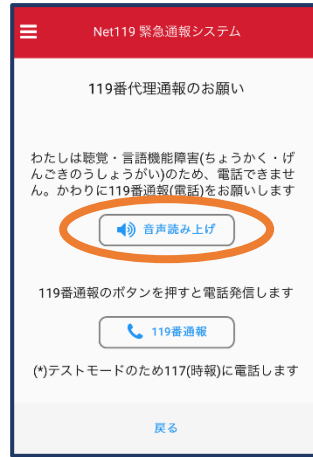 Net119 緊急通報システム
119番代理通報のお願い
わたしは聴覚・言語機能障害(ちょうかく・げ
んごきのうしょうがい)のため、電話できませ
ん。かわりに119番通報(電話)をお願いします
音声読み上げ
119番通報のボタンを押すと電話発信します
119番通報
(*)テストモードのため117(時報)に電話します
戻る